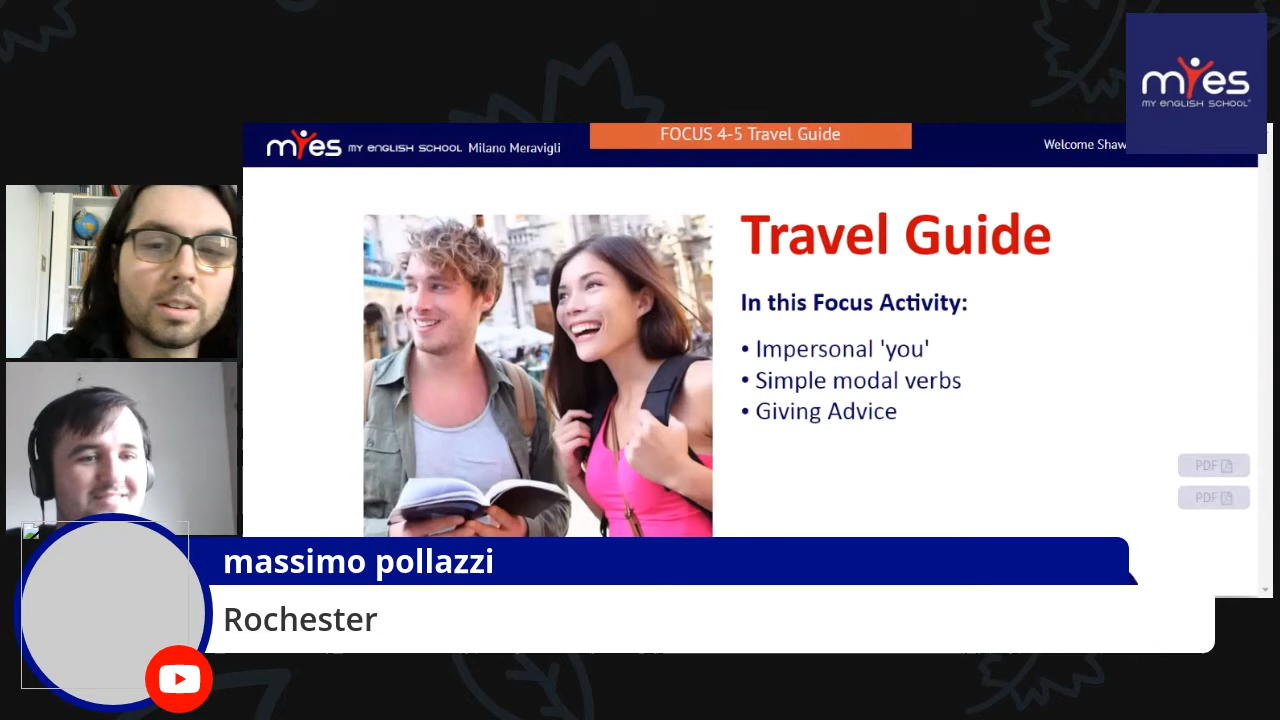 myes
MY ENGLISH SCHOOL
myes MY ENGLISH SCHOOL Milano Meravigli
FOCUS 4-5 Travel Guide
Welcome Shaw
Travel Guide
In this Focus Activity:
• Impersonal 'you'
• Simple modal verbs
• Giving Advice
PDF
PDF
massimo pollazzi
Rochester